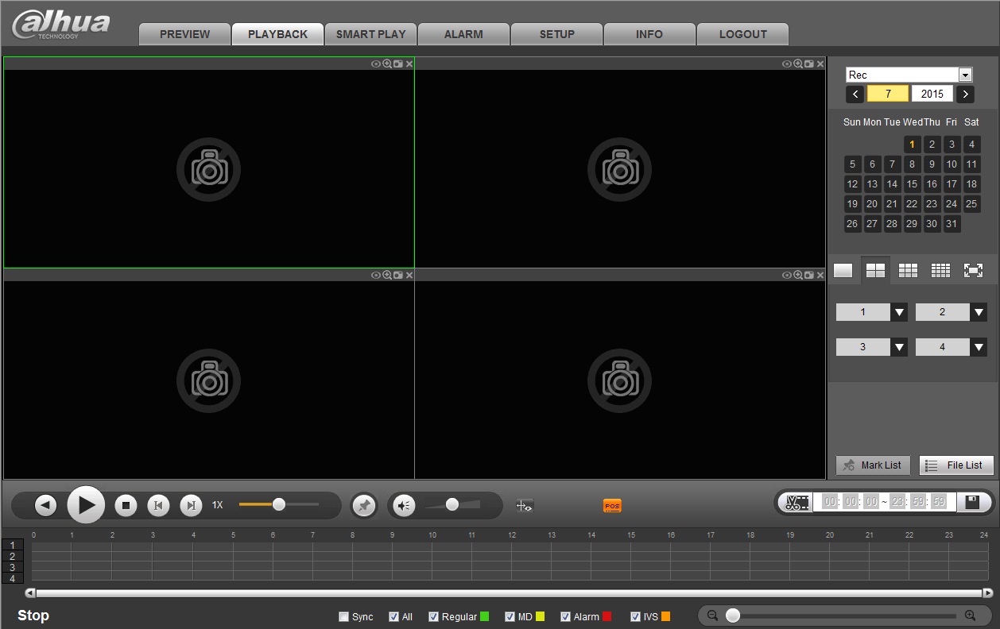 alhua
TECHNOLOGY
PREVIEW PLAYBACK SMART PLAY ALARM SETUP INFO LOGOUT
Rec
7 2015
Sun Mon Tue Wed Thu Fri Sat
1 2 3 4
5 6 7 8 9 10 11
12 13 14 15 16 17 18
19 20 21 22 23 24 25
26 27 28 29 30 31
1 2
3 4
Mark List File List
1X POS 00: 00: 00 ~ 23: 59: 59
0 1 2 3 4 5 6 7 8 9 10 11 12 13 14 15 16 17 18 19 20 21 22 23 24
1
2
3
4
Stop Sync All Regular MD Alarm IVS